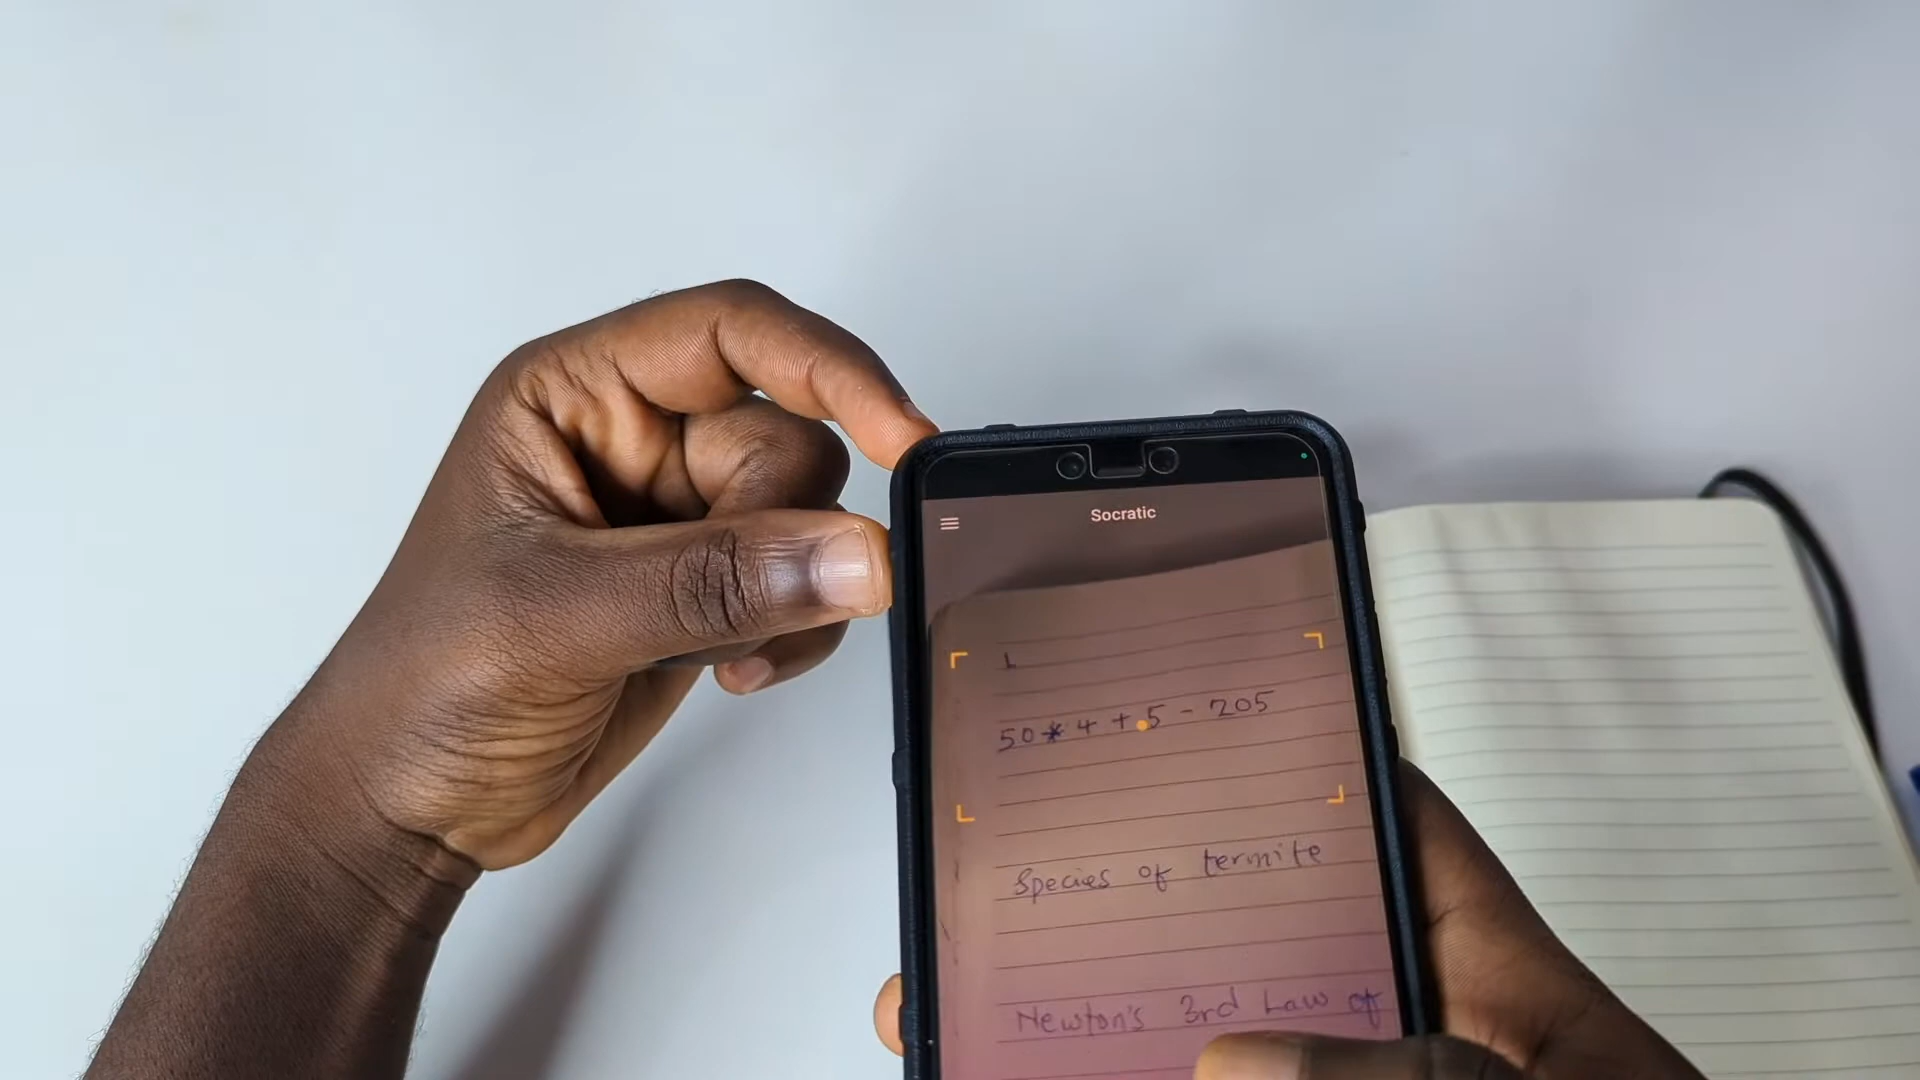 Socratic
50 * 4 + 5 - 205
Species of termite
Newton's 3rd Law of